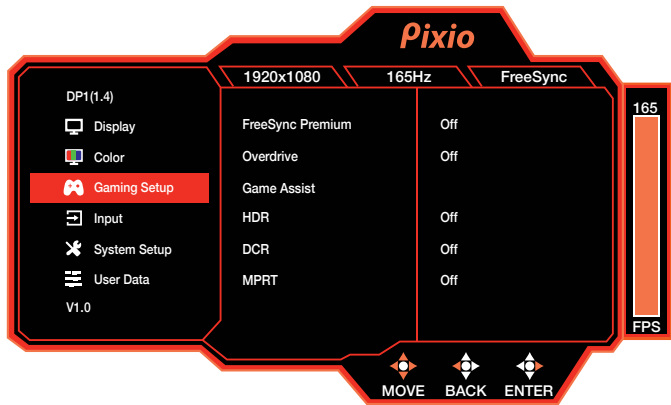 Pixio
1920x1080 165Hz FreeSync
DP1(1.4)
Display
Color
Gaming Setup
Input
System Setup
User Data
V1.0
FreeSync Premium Off
Overdrive Off
Game Assist
HDR Off
DCR Off
MPRT Off
165
FPS
MOVE BACK ENTER